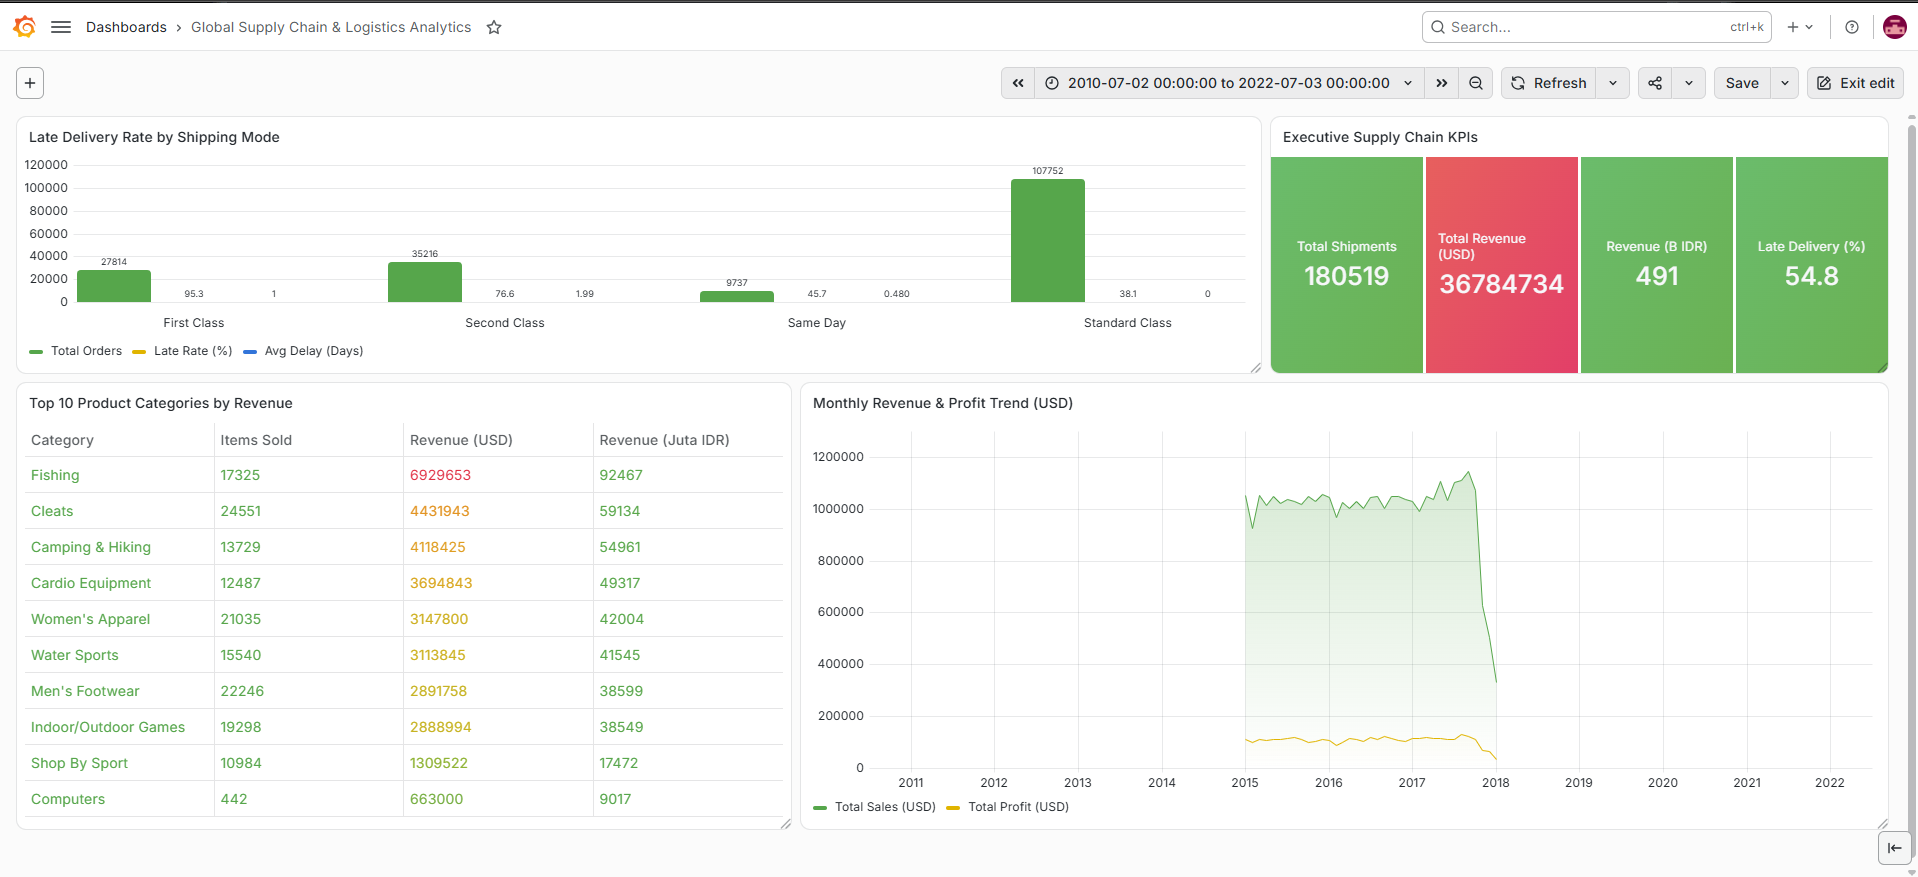 Dashboards › Global Supply Chain & Logistics Analytics
Search... ctrl+k
2010-07-02 00:00:00 to 2022-07-03 00:00:00
Refresh
Save
Exit edit
Late Delivery Rate by Shipping Mode
120000
100000
80000
60000
40000
20000
0
27814 95.3 1
35216 76.6 1.99
9737 45.7 0.480
107752 38.1 0
First Class Second Class Same Day Standard Class
Total Orders Late Rate (%) Avg Delay (Days)
Executive Supply Chain KPIs
Total Shipments
180519
Total Revenue
(USD)
36784734
Revenue (B IDR)
491
Late Delivery (%)
54.8
Top 10 Product Categories by Revenue
Category Items Sold Revenue (USD) Revenue (Juta IDR)
Fishing 17325 6929653 92467
Cleats 24551 4431943 59134
Camping & Hiking 13729 4118425 54961
Cardio Equipment 12487 3694843 49317
Women's Apparel 21035 3147800 42004
Water Sports 15540 3113845 41545
Men's Footwear 22246 2891758 38599
Indoor/Outdoor Games 19298 2888994 38549
Shop By Sport 10984 1309522 17472
Computers 442 663000 9017
Monthly Revenue & Profit Trend (USD)
1200000
1000000
800000
600000
400000
200000
0
2011 2012 2013 2014 2015 2016 2017 2018 2019 2020 2021 2022
Total Sales (USD) Total Profit (USD)